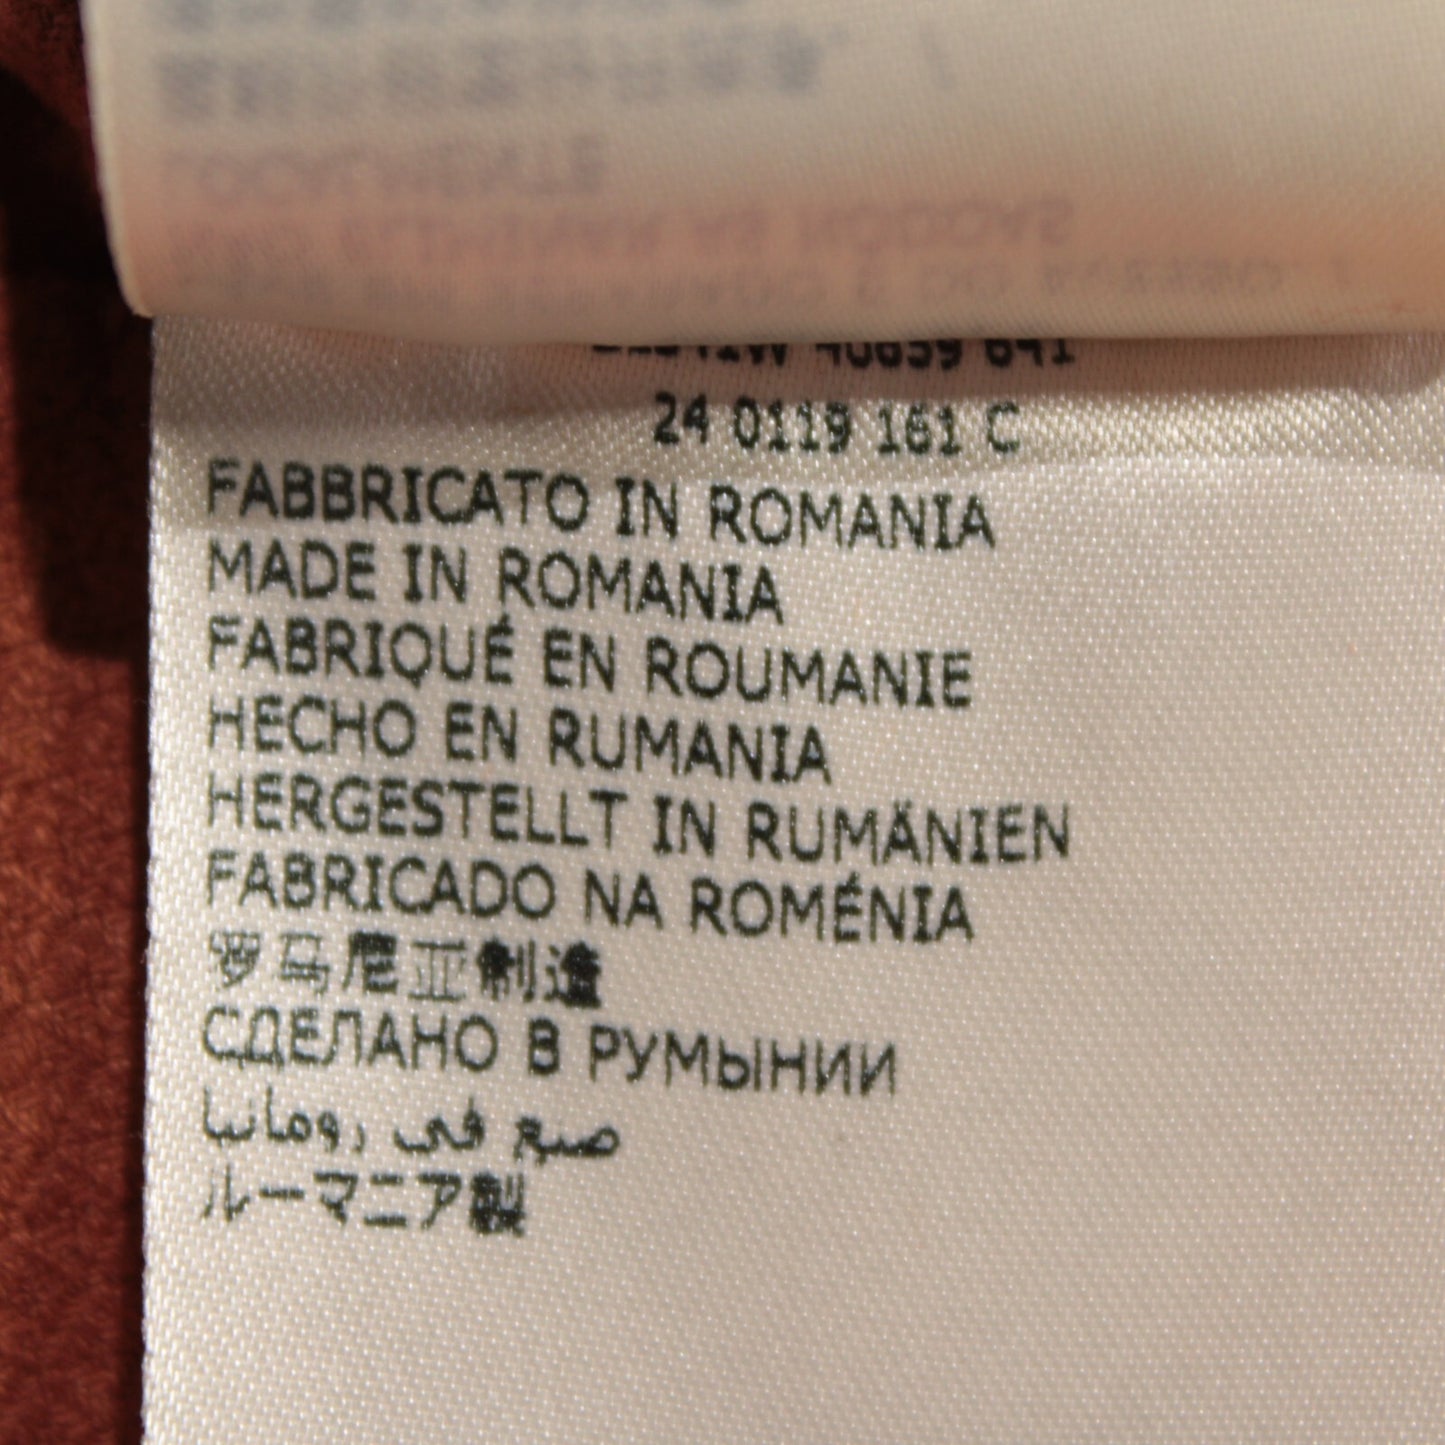 40659 641
24 0119 161 C
FABBRICATO IN ROMANIA
MADE IN ROMANIA
FABRIQUÉ EN ROUMANIE
HECHO EN RUMANIA
HERGESTELLT IN RUMÄNIEN
FABRICADO NA ROMÉNIA
罗马尼亚制造
СДЕЛАНО В РУМЫНИИ
صنع في رومانيا
ルーマニア製